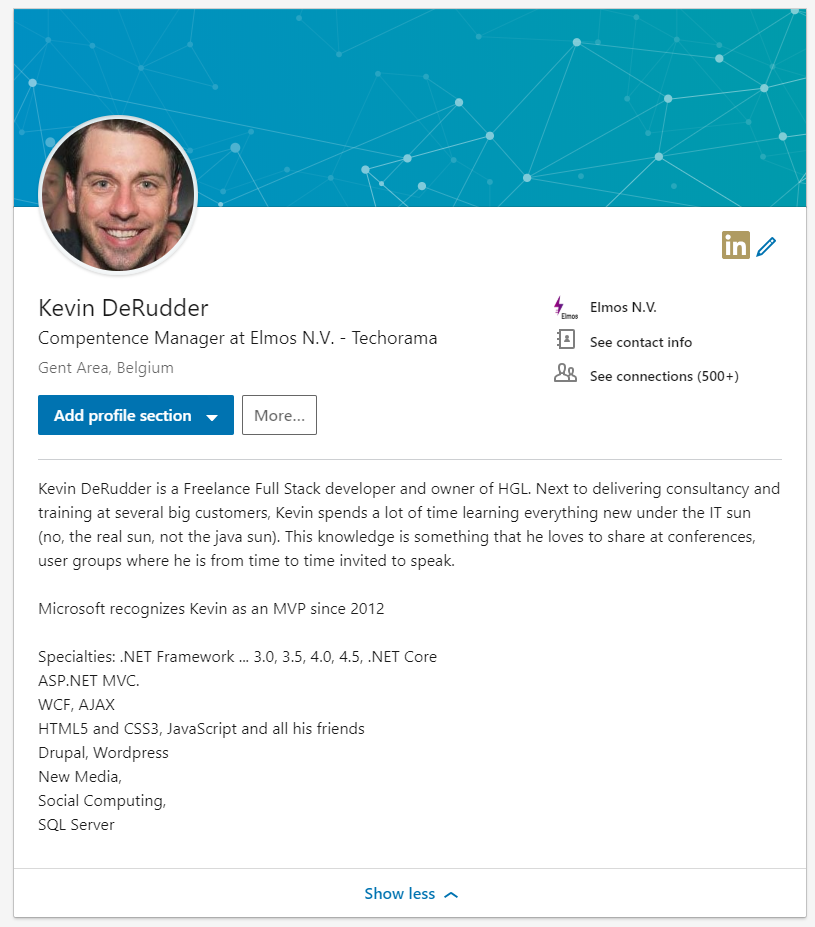 in
Kevin DeRudder
Compentence Manager at Elmos N.V. - Techorama
Gent Area, Belgium
Add profile section
More...
Elmos
Elmos N.V.
See contact info
See connections (500+)
Kevin DeRudder is a Freelance Full Stack developer and owner of HGL. Next to delivering consultancy and
training at several big customers, Kevin spends a lot of time learning everything new under the IT sun
(no, the real sun, not the java sun). This knowledge is something that he loves to share at conferences,
user groups where he is from time to time invited to speak.
Microsoft recognizes Kevin as an MVP since 2012
Specialties: .NET Framework ... 3.0, 3.5, 4.0, 4.5, .NET Core
ASP.NET MVC.
WCF, AJAX
HTML5 and CSS3, JavaScript and all his friends
Drupal, Wordpress
New Media,
Social Computing,
SQL Server
Show less